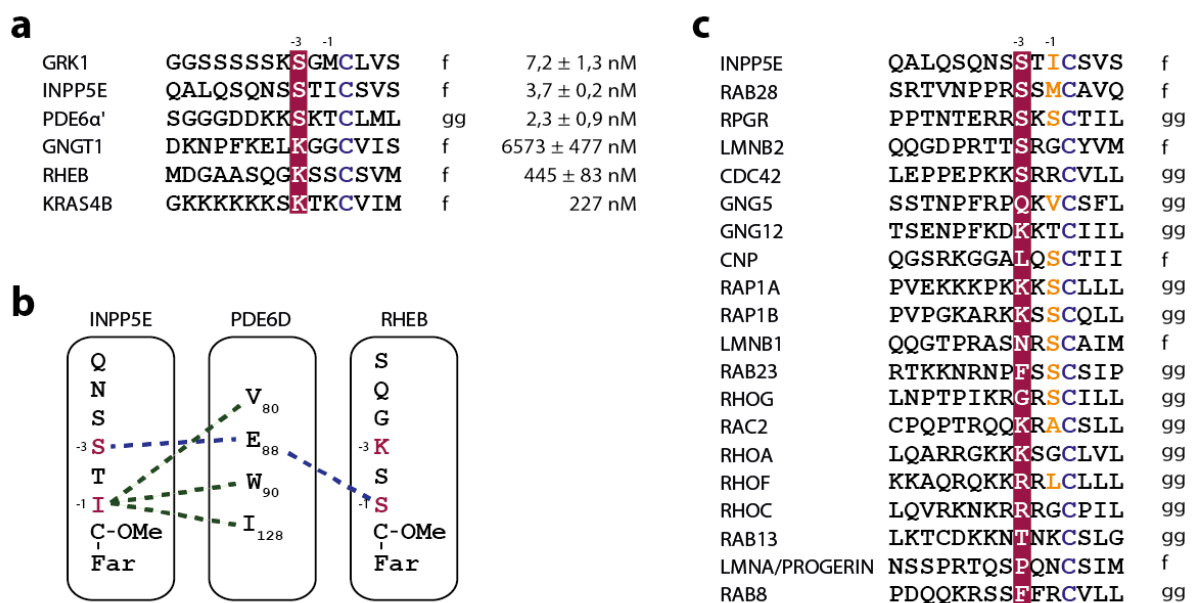 a
-3 -1
GRK1 GGSSSSSKSGMCLVS f 7,2 ± 1,3 nM
INPP5E QALQSQNSSTICSVS f 3,7 ± 0,2 nM
PDE6α' SGGGDDKKSKTCLML gg 2,3 ± 0,9 nM
GNGT1 DKNPFKELKGGCVIS f 6573 ± 477 nM
RHEB MDGAASQGKSSCSVM f 445 ± 83 nM
KRAS4B GKKKKKKSKTKCVIM f 227 nM
b
INPP5E PDE6D RHEB
Q S
N Q
V80
S G
-3 S E88 -3 K
T S
W90
-1 I -1 S
I128
C-OMe C-OMe
Far Far
c
-3 -1
INPP5E QALQSQNSSTICSVS f
RAB28 SRTVNPPRSSMCAVQ f
RPGR PPTNTERRSKSCTIL gg
LMNB2 QQGDPRTTSRGCYVM f
CDC42 LEPPEPKKSRRCVLL gg
GNG5 SSTNPFRPQKVCSFL gg
GNG12 TSENPFKDKKTCIIL gg
CNP QGSRKGGALQSCTII f
RAP1A PVEKKKPKKKSCLLL gg
RAP1B PVPGKARKKSSCQLL gg
LMNB1 QQGTPRASNRSCAIM f
RAB23 RTKKNRNPFSSCSIP gg
RHOG LNPTPIKRGRSCILL gg
RAC2 CPQPTRQQKRACSLL gg
RHOA LQARRGKKKSGCLVL gg
RHOF KKAQRQKKRRLCLLL gg
RHOC LQVRKNKRRRGCPIL gg
RAB13 LKTCDKKNTNKCSLG gg
LMNA/PROGERIN NSSPRTQSPQNCSIM f
RAB8 PDQQKRSSFFRCVLL gg